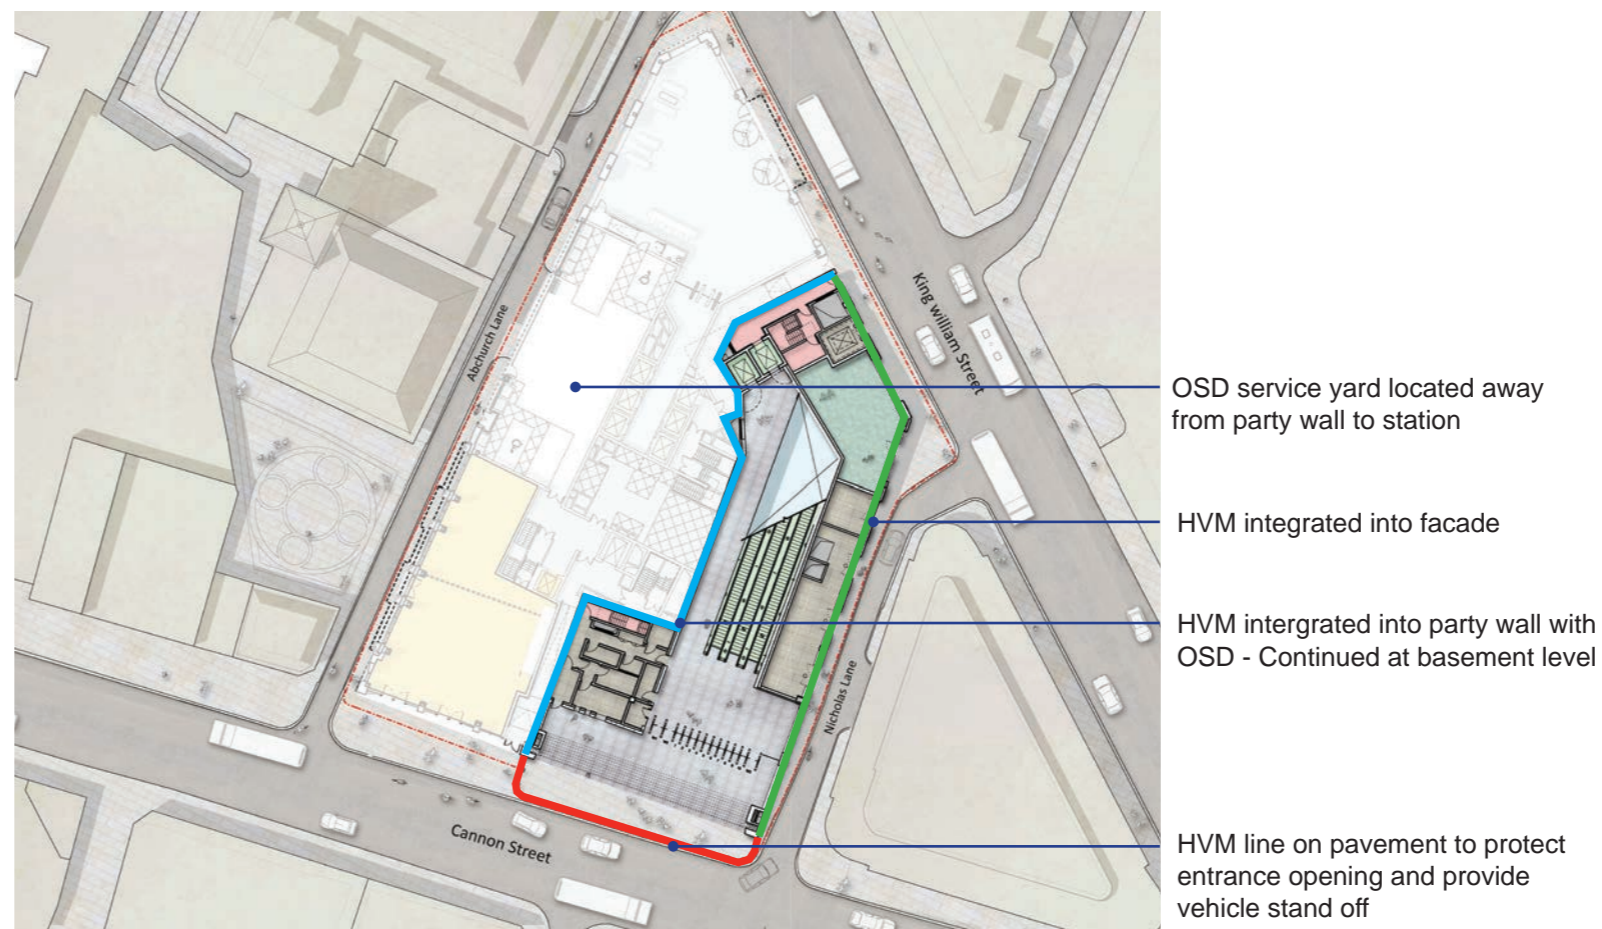 Abchurch Lane
King william Street
Nicholas Lane
Cannon Street
OSD service yard located away
from party wall to station
HVM integrated into facade
HVM intergrated into party wall with
OSD - Continued at basement level
HVM line on pavement to protect
entrance opening and provide
vehicle stand off